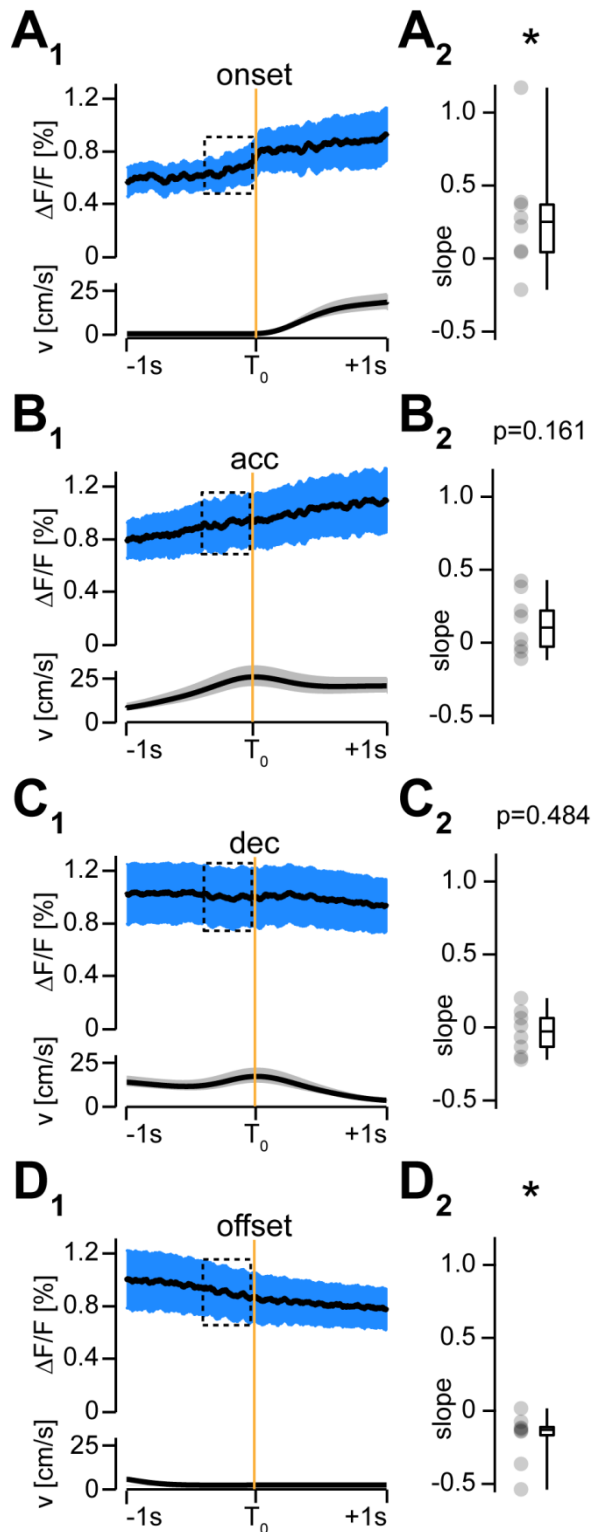 A1
onset
1.2
0.8
0.4
0
ΔF/F [%]
25
0
v [cm/s]
-1s T0 +1s
A2
*
1.0
0.5
0
-0.5
slope
B1
acc
1.2
0.8
0.4
0
ΔF/F [%]
25
0
v [cm/s]
-1s T0 +1s
B2
p=0.161
1.0
0.5
0
-0.5
slope
C1
dec
1.2
0.8
0.4
0
ΔF/F [%]
25
0
v [cm/s]
-1s T0 +1s
C2
p=0.484
1.0
0.5
0
-0.5
slope
D1
offset
1.2
0.8
0.4
0
ΔF/F [%]
25
0
v [cm/s]
-1s T0 +1s
D2
*
1.0
0.5
0
-0.5
slope